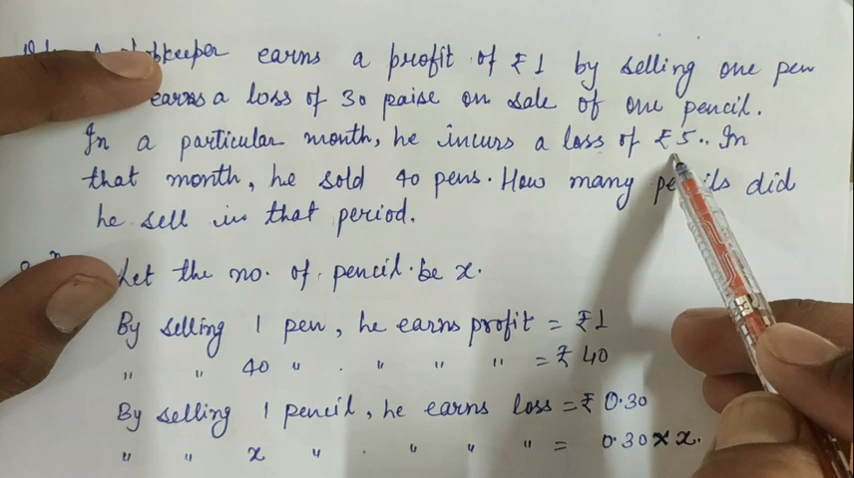 earns a profit of ₹1 by selling one pen
earns a loss of 30 paise on sale of one pencil.
In a particular month, he incurs a loss of ₹5.. In
that month, he sold 40 pens. How many did
he sell in that period.
Let the no. of pencil.be x.
By selling 1 pen, he earns profit = ₹1
" " 40 " . " " " = ₹ 40
By selling 1 pencil, he earns loss = ₹ 0.30
" " x " . " " " = 0.30 × x.